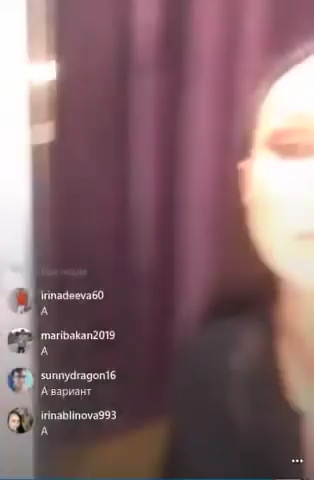 irinadeeva60
А
maribakan2019
А
sunnydragon16
А вариант
irinablinova993
А